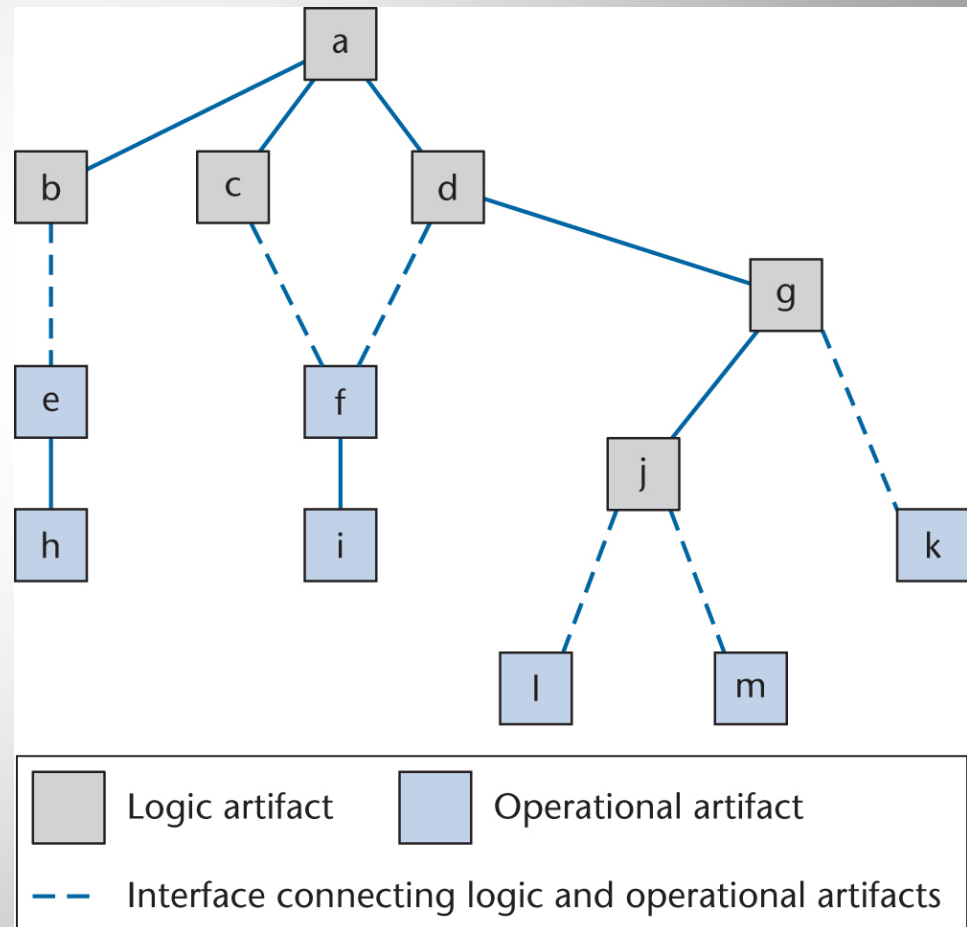 a
b
c
d
g
e
f
j
h
i
k
l
m
Logic artifact
Operational artifact
Interface connecting logic and operational artifacts